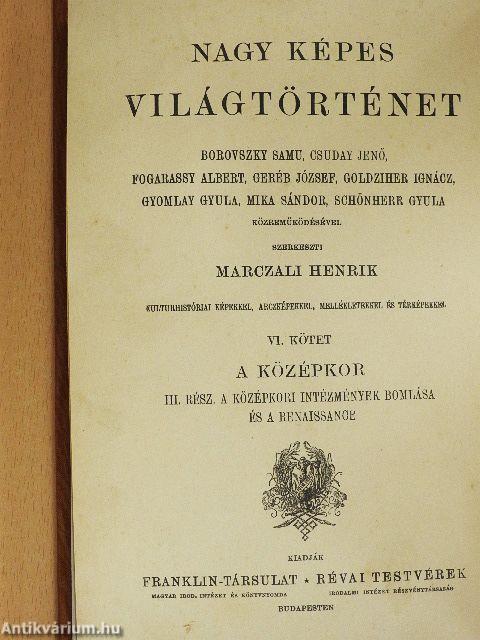 NAGY KÉPES
VILÁGTÖRTÉNET
BOROVSZKY SAMU, CSUDAY JENŐ,
FOGARASSY ALBERT, GERÉB JÓZSEF, GOLDZIHER IGNÁCZ,
GYOMLAY GYULA, MIKA SÁNDOR, SCHÖNHERR GYULA
KÖZREMŰKÖDÉSÉVEL
SZERKESZTI
MARCZALI HENRIK
KULTURHISTÓRIAI KÉPEKKEL, ARCZKÉPEKKEL, MELLÉKLETEKKEL ÉS TÉRKÉPEKKEL
VI. KÖTET
A KÖZÉPKOR
III. RÉSZ. A KÖZÉPKORI INTÉZMÉNYEK BOMLÁSA
ÉS A RENAISSANCE
KIADJÁK
FRANKLIN-TÁRSULAT * RÉVAI TESTVÉREK
MAGYAR IROD. INTÉZET ÉS KÖNYVNYOMDA IRODALMI INTÉZET RÉSZVÉNYTÁRSASÁG
BUDAPESTEN
Antikvárium.hu